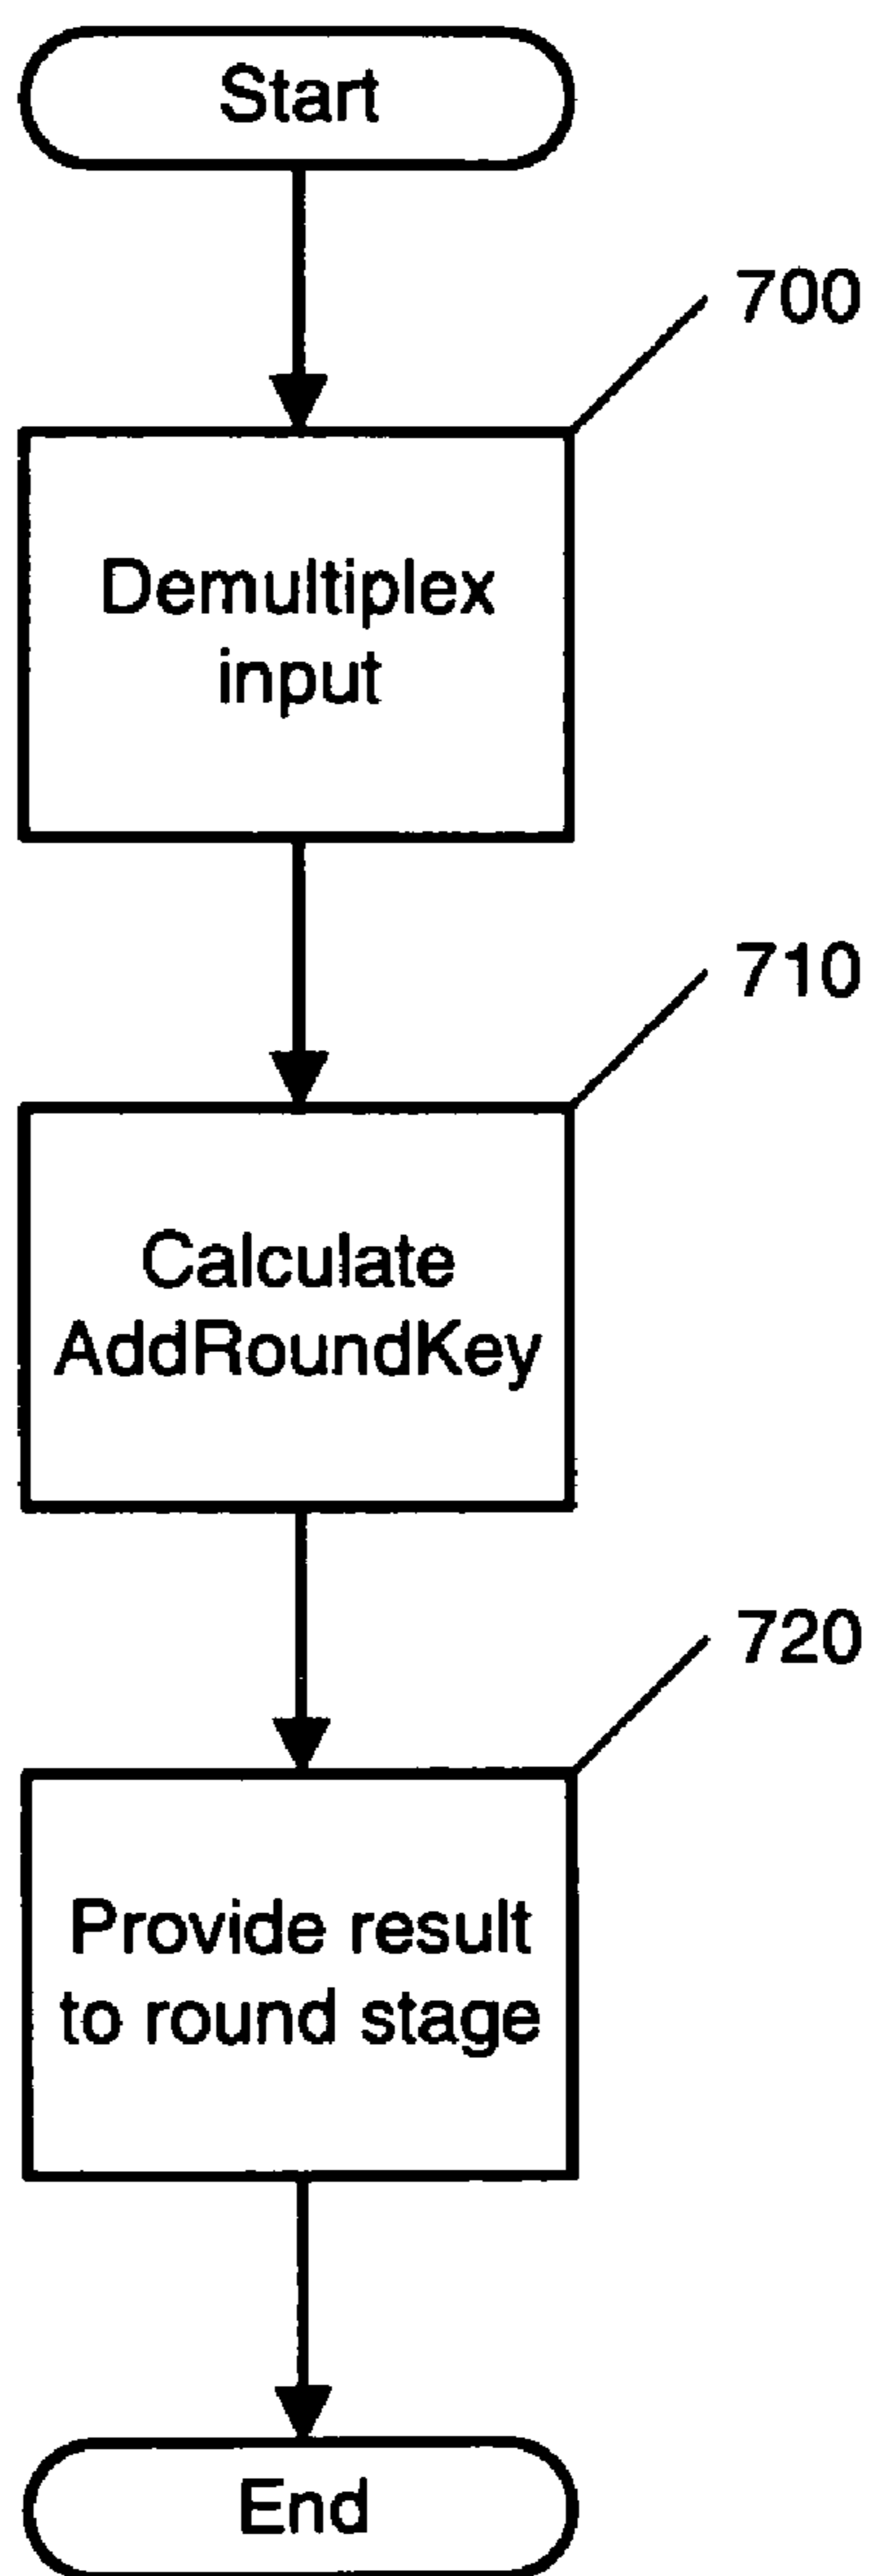 Start
700
Demultiplex
input
710
Calculate
AddRoundKey
720
Provide result
to round stage
End